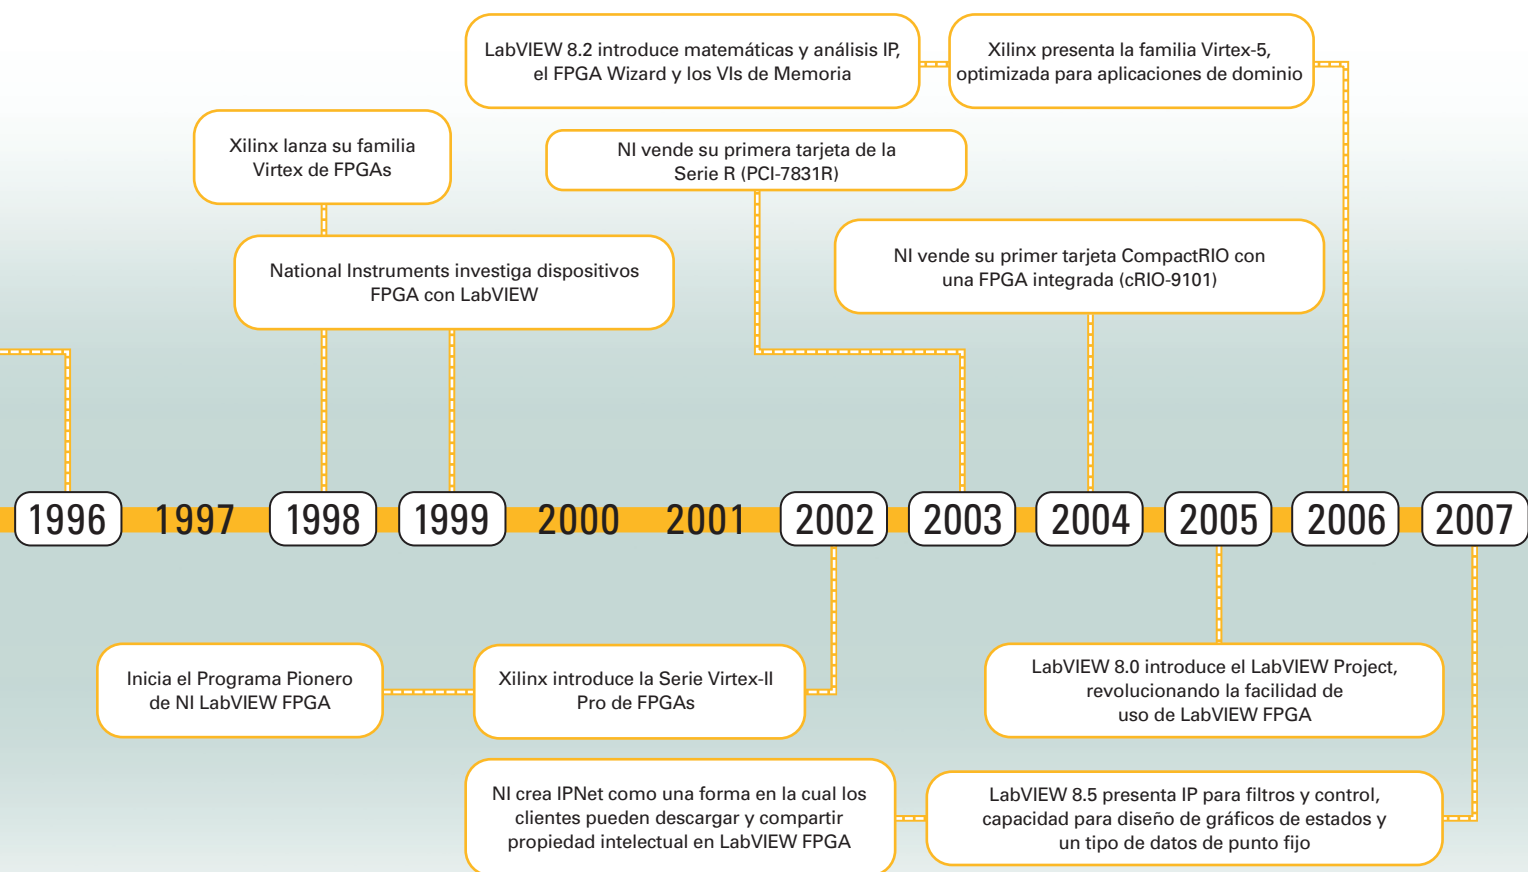 LabVIEW 8.2 introduce matemáticas y análisis IP,
el FPGA Wizard y los VIs de Memoria
Xilinx presenta la familia Virtex-5,
optimizada para aplicaciones de dominio
Xilinx lanza su familia
Virtex de FPGAs
NI vende su primera tarjeta de la
Serie R (PCI-7831R)
National Instruments investiga dispositivos
FPGA con LabVIEW
NI vende su primer tarjeta CompactRIO con
una FPGA integrada (cRIO-9101)
1996
1997
1998
1999
2000
2001
2002
2003
2004
2005
2006
2007
Inicia el Programa Pionero
de NI LabVIEW FPGA
Xilinx introduce la Serie Virtex-II
Pro de FPGAs
LabVIEW 8.0 introduce el LabVIEW Project,
revolucionando la facilidad de
uso de LabVIEW FPGA
NI crea IPNet como una forma en la cual los
clientes pueden descargar y compartir
propiedad intelectual en LabVIEW FPGA
LabVIEW 8.5 presenta IP para filtros y control,
capacidad para diseño de gráficos de estados y
un tipo de datos de punto fijo